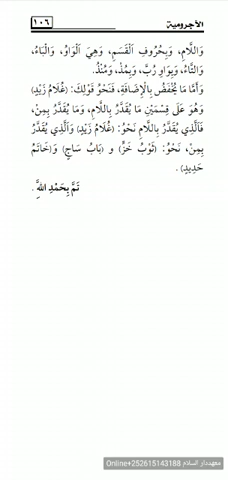 الآجرومية
١٠٦
وَاللَّامِ، وَبِحُرُوفِ الْقَسَمِ، وَهِيَ الْوَاوُ، وَالْبَاءُ،
وَالتَّاءُ، وَبِوَاوِ رُبَّ، وَبِمُذْ، وَمُنْذُ.
وَأَمَّا مَا يُخْفَضُ بِالْإِضَافَةِ، فَنَحْوُ قَوْلِكَ: (غُلَامُ زَيْدٍ)
وَهُوَ عَلَى قِسْمَيْنِ مَا يُقَدَّرُ بِاللَّامِ، وَمَا يُقَدَّرُ بِمِنْ،
فَالَّذِي يُقَدَّرُ بِاللَّامِ نَحْوُ: (غُلَامُ زَيْدٍ) وَالَّذِي يُقَدَّرُ
بِمِنْ، نَحْوُ: (ثَوْبُ خَزٍّ) و (بَابُ سَاجٍ) وَ(خَاتَمُ
حَدِيدٍ) .
تَمَّ بِحَمْدِ اللهِ .
معهددار السلام Online+252615143188